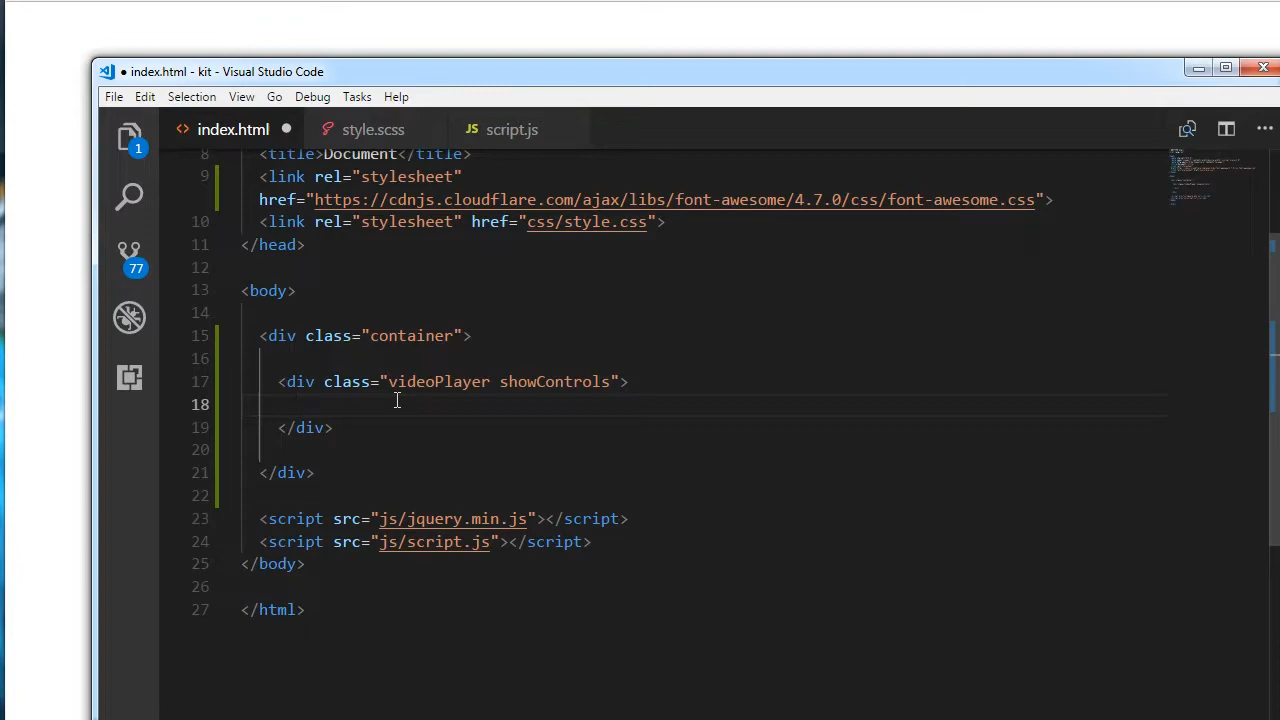 ● index.html - kit - Visual Studio Code
File Edit Selection View Go Debug Tasks Help
<> index.html ● style.scss JS script.js ...
1
77
8 <title>Document</title>
9 <link rel="stylesheet"
href="https://cdnjs.cloudflare.com/ajax/libs/font-awesome/4.7.0/css/font-awesome.css">
10 <link rel="stylesheet" href="css/style.css">
11 </head>
12
13 <body>
14
15 <div class="container">
16
17 <div class="videoPlayer showControls">
18
19 </div>
20
21 </div>
22
23 <script src="js/jquery.min.js"></script>
24 <script src="js/script.js"></script>
25 </body>
26
27 </html>